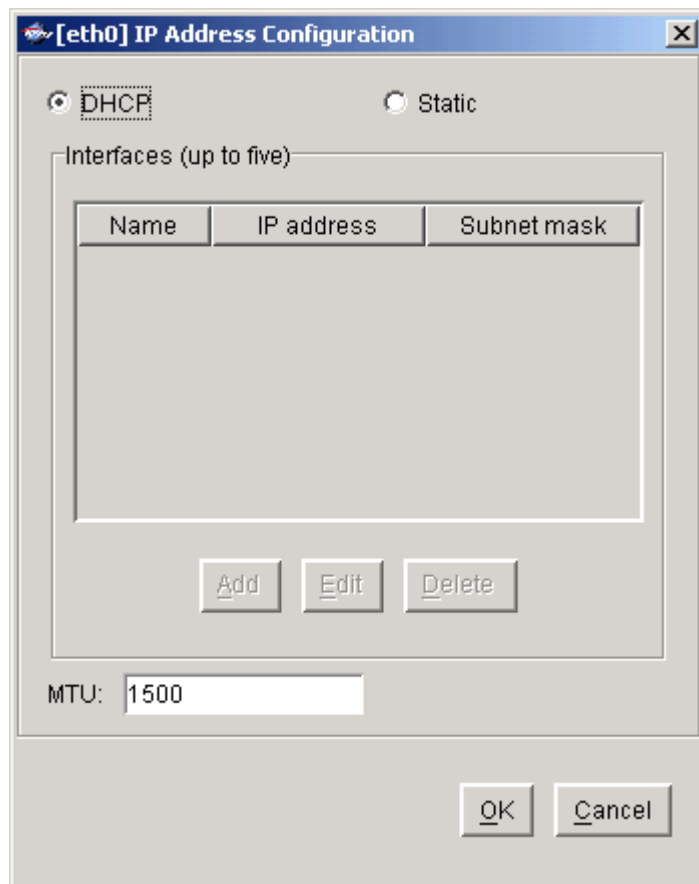 [eth0] IP Address Configuration
DHCP Static
Interfaces (up to five)
Name IP address Subnet mask
Add Edit Delete
MTU: 1500
OK Cancel